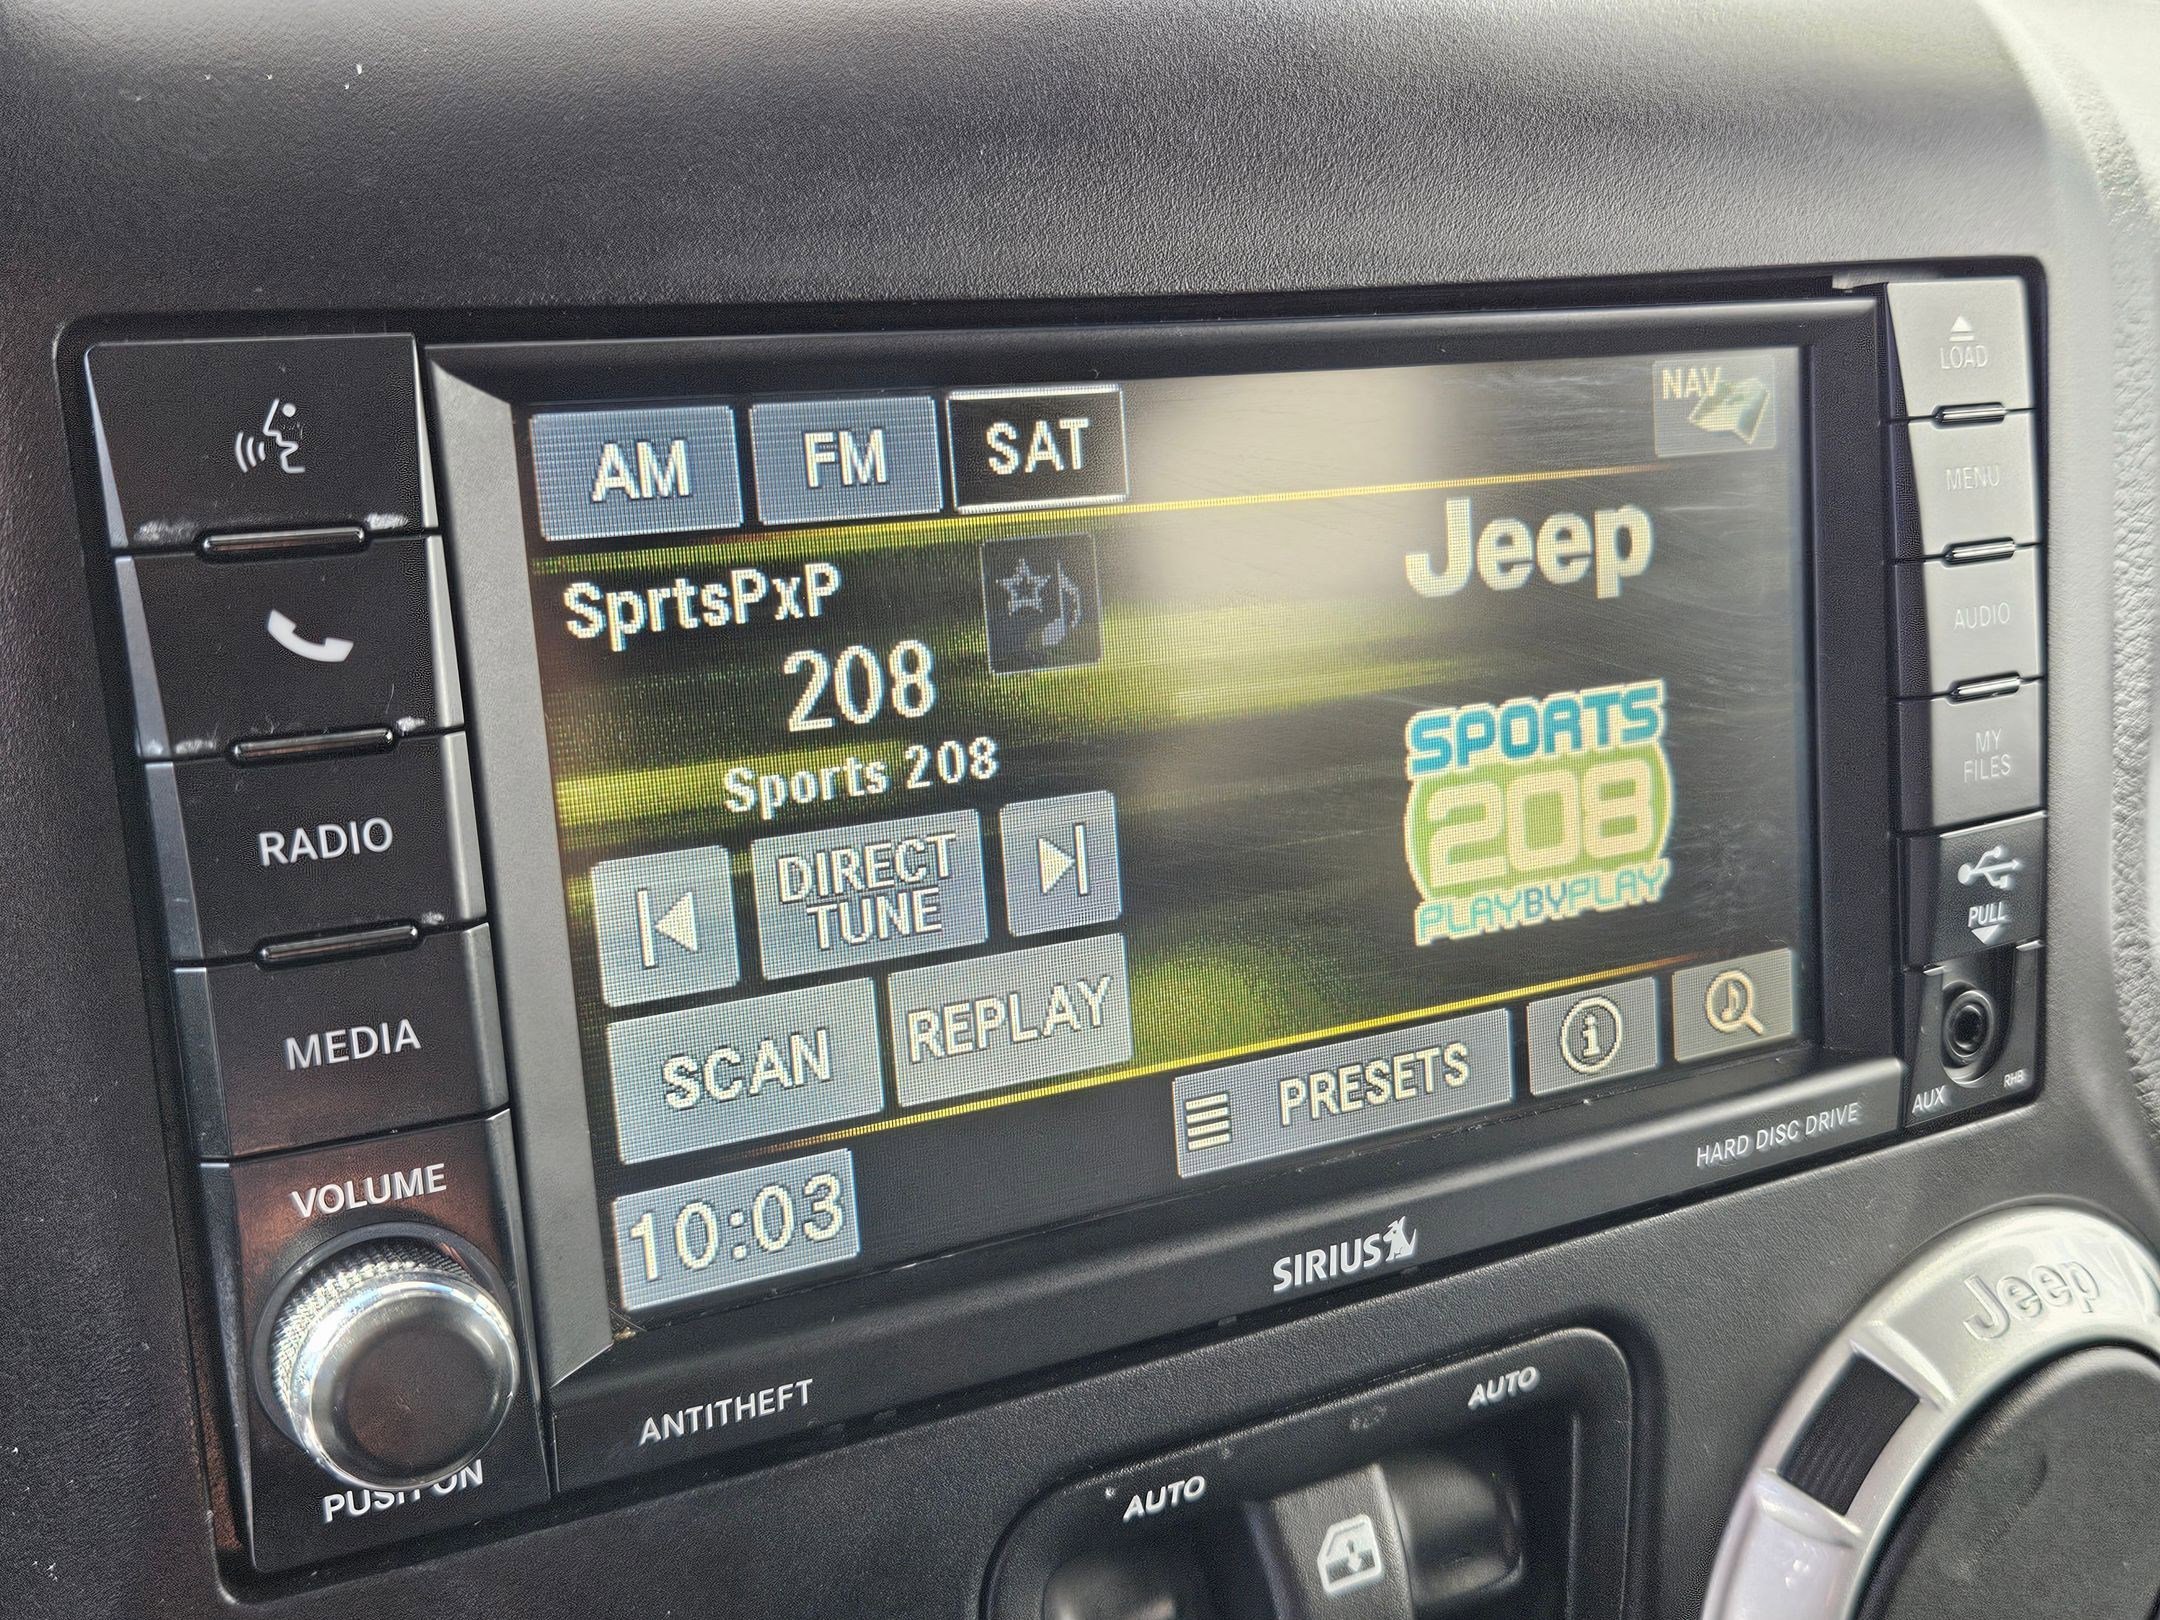 LOAD
MENU
AUDIO
MY
FILES
PULL
AUX
RHB
NAV
AM
FM
SAT
Jeep
SprtsPxP
208
Sports 208
SPORTS
208
PLAYBYPLAY
DIRECT
TUNE
SCAN
REPLAY
PRESETS
i
10:03
RADIO
MEDIA
VOLUME
PUSH ON
ANTITHEFT
SIRIUS
HARD DISC DRIVE
Jeep
AUTO
AUTO